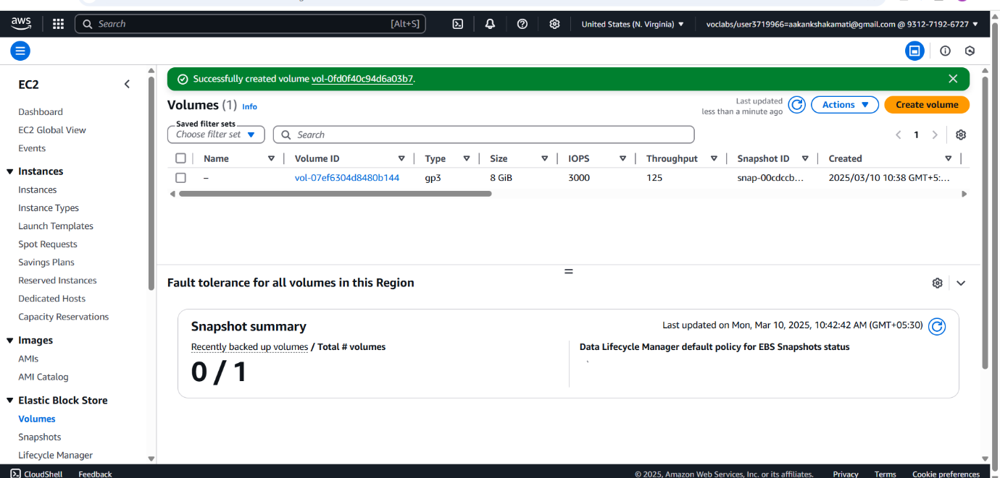 aws
Search [Alt+S]
United States (N. Virginia)
voclabs/user3719966=aakankshakamati@gmail.com @ 9312-7192-6727
EC2
Dashboard
EC2 Global View
Events
Instances
Instances
Instance Types
Launch Templates
Spot Requests
Savings Plans
Reserved Instances
Dedicated Hosts
Capacity Reservations
Images
AMIs
AMI Catalog
Elastic Block Store
Volumes
Snapshots
Lifecycle Manager
Successfully created volume vol-0fd0f40c94d6a03b7.
Volumes (1) Info
Last updated
less than a minute ago
Actions
Create volume
Saved filter sets
Choose filter set
Search
1
Name Volume ID Type Size IOPS Throughput Snapshot ID Created
– vol-07ef6304d8480b144 gp3 8 GiB 3000 125 snap-00cdccb... 2025/03/10 10:38 GMT+5:...
Fault tolerance for all volumes in this Region
Snapshot summary
Last updated on Mon, Mar 10, 2025, 10:42:42 AM (GMT+05:30)
Recently backed up volumes / Total # volumes
0 / 1
Data Lifecycle Manager default policy for EBS Snapshots status
CloudShell Feedback
© 2025, Amazon Web Services, Inc. or its affiliates. Privacy Terms Cookie preferences